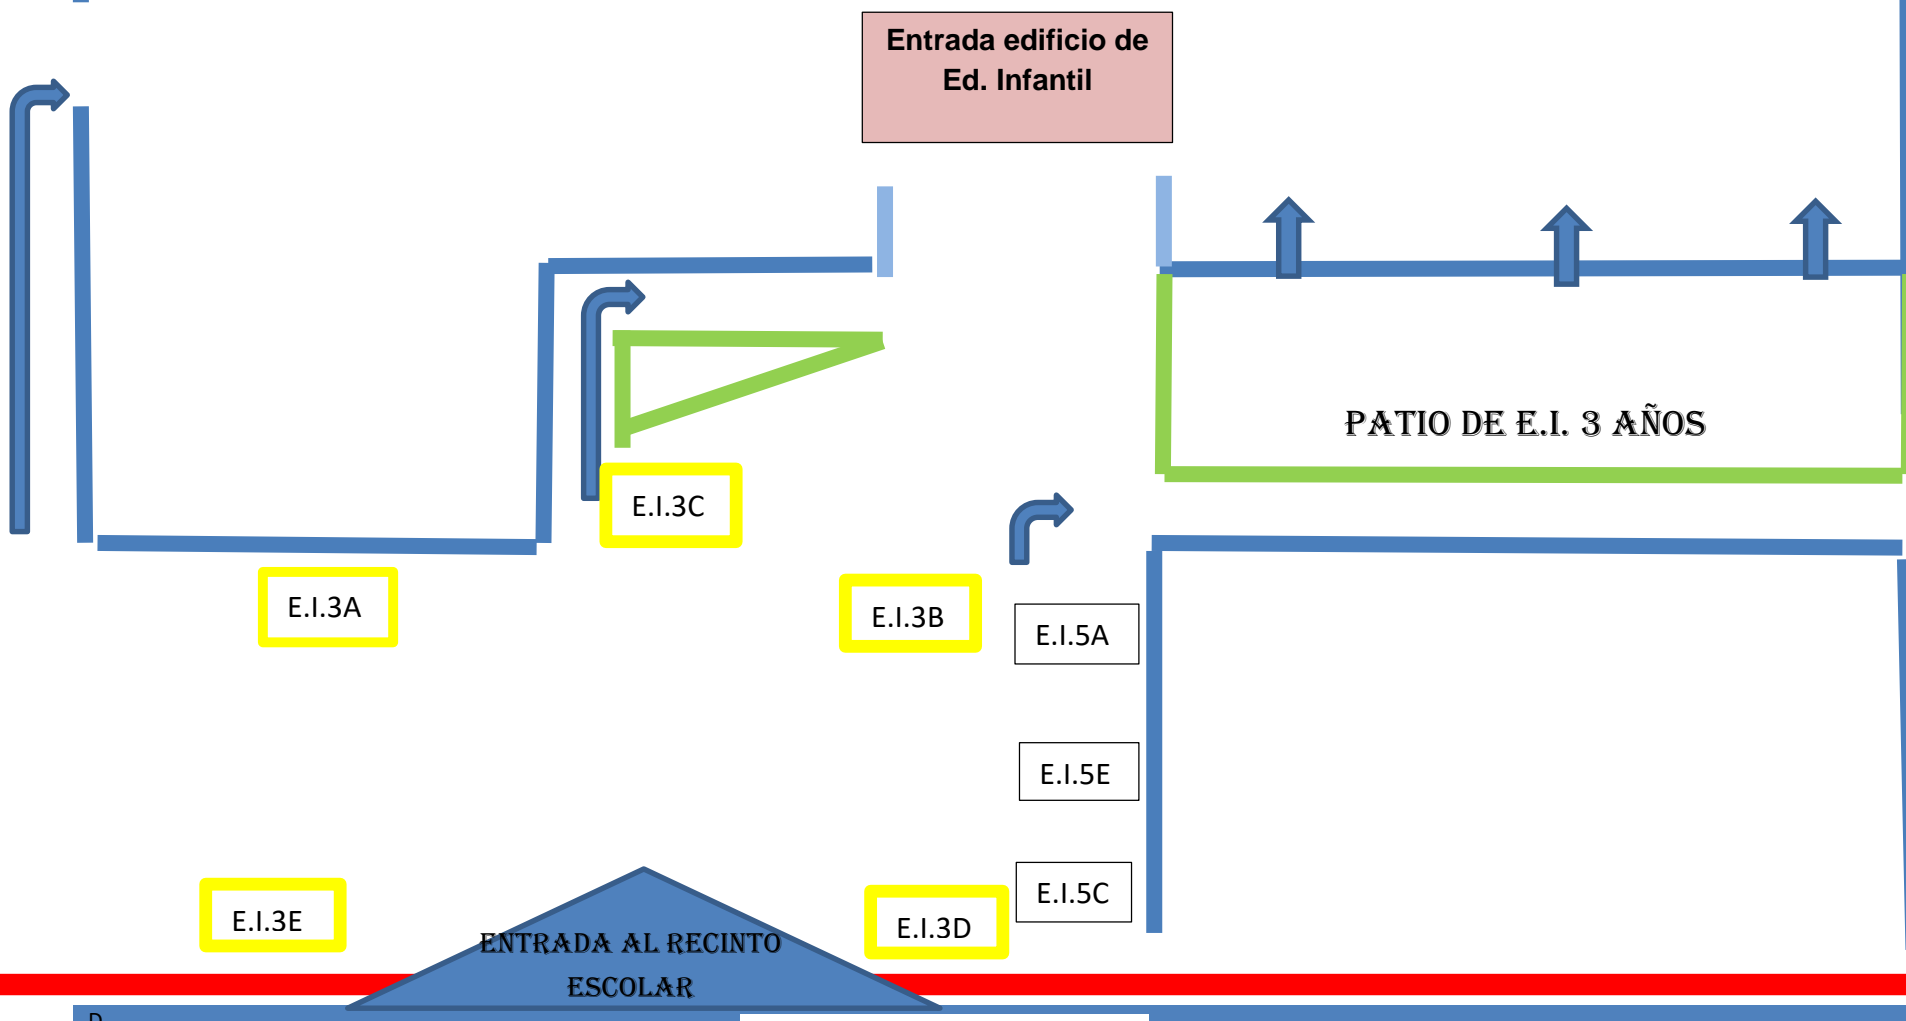 Entrada edificio de
Ed. Infantil
PATIO DE E.I. 3 AÑOS
E.I.3C
E.I.3A
E.I.3B
E.I.5A
E.I.5E
E.I.5C
E.I.3E
E.I.3D
ENTRADA AL RECINTO
ESCOLAR